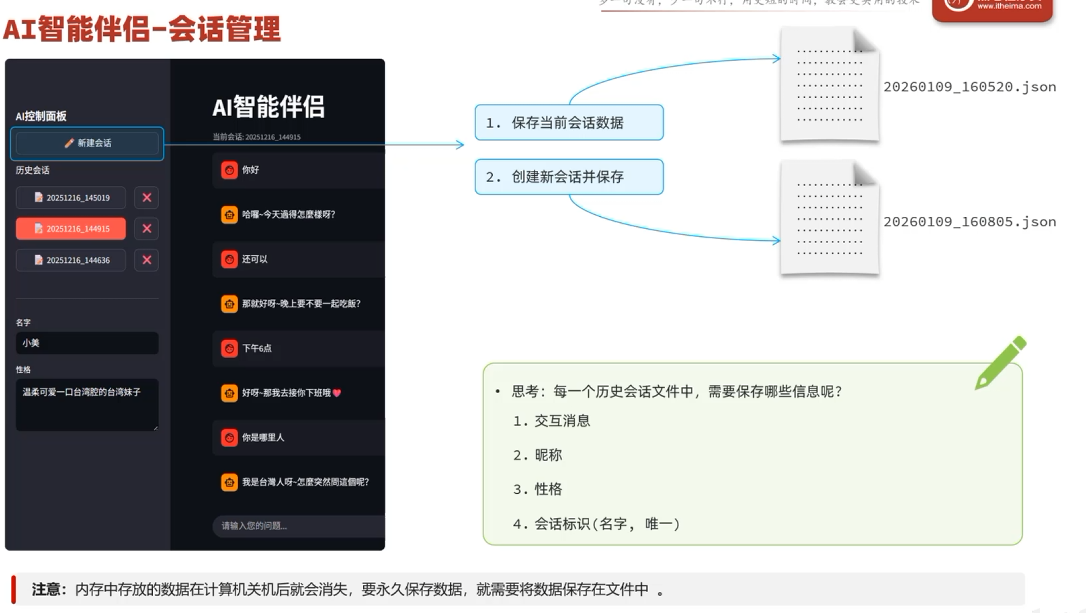 AI智能伴侣-会话管理
www.itheima.com
AI控制面板
新建会话
历史会话
20251216_145019
20251216_144915
20251216_144636
名字
小美
性格
温柔可爱一口台湾腔的台湾妹子
AI智能伴侣
当前会话: 20251216_144915
你好
哈囉~今天過得怎麼樣呀?
还可以
那就好呀~晚上要不要一起吃飯?
下午6点
好呀~那我去接你下班哦
你是哪里人
我是台灣人呀~怎麼突然問這個呢?
请输入您的问题...
1. 保存当前会话数据
2. 创建新会话并保存
20260109_160520.json
20260109_160805.json
• 思考：每一个历史会话文件中，需要保存哪些信息呢？
1. 交互消息
2. 昵称
3. 性格
4. 会话标识(名字, 唯一)
注意：内存中存放的数据在计算机关机后就会消失，要永久保存数据，就需要将数据保存在文件中 。